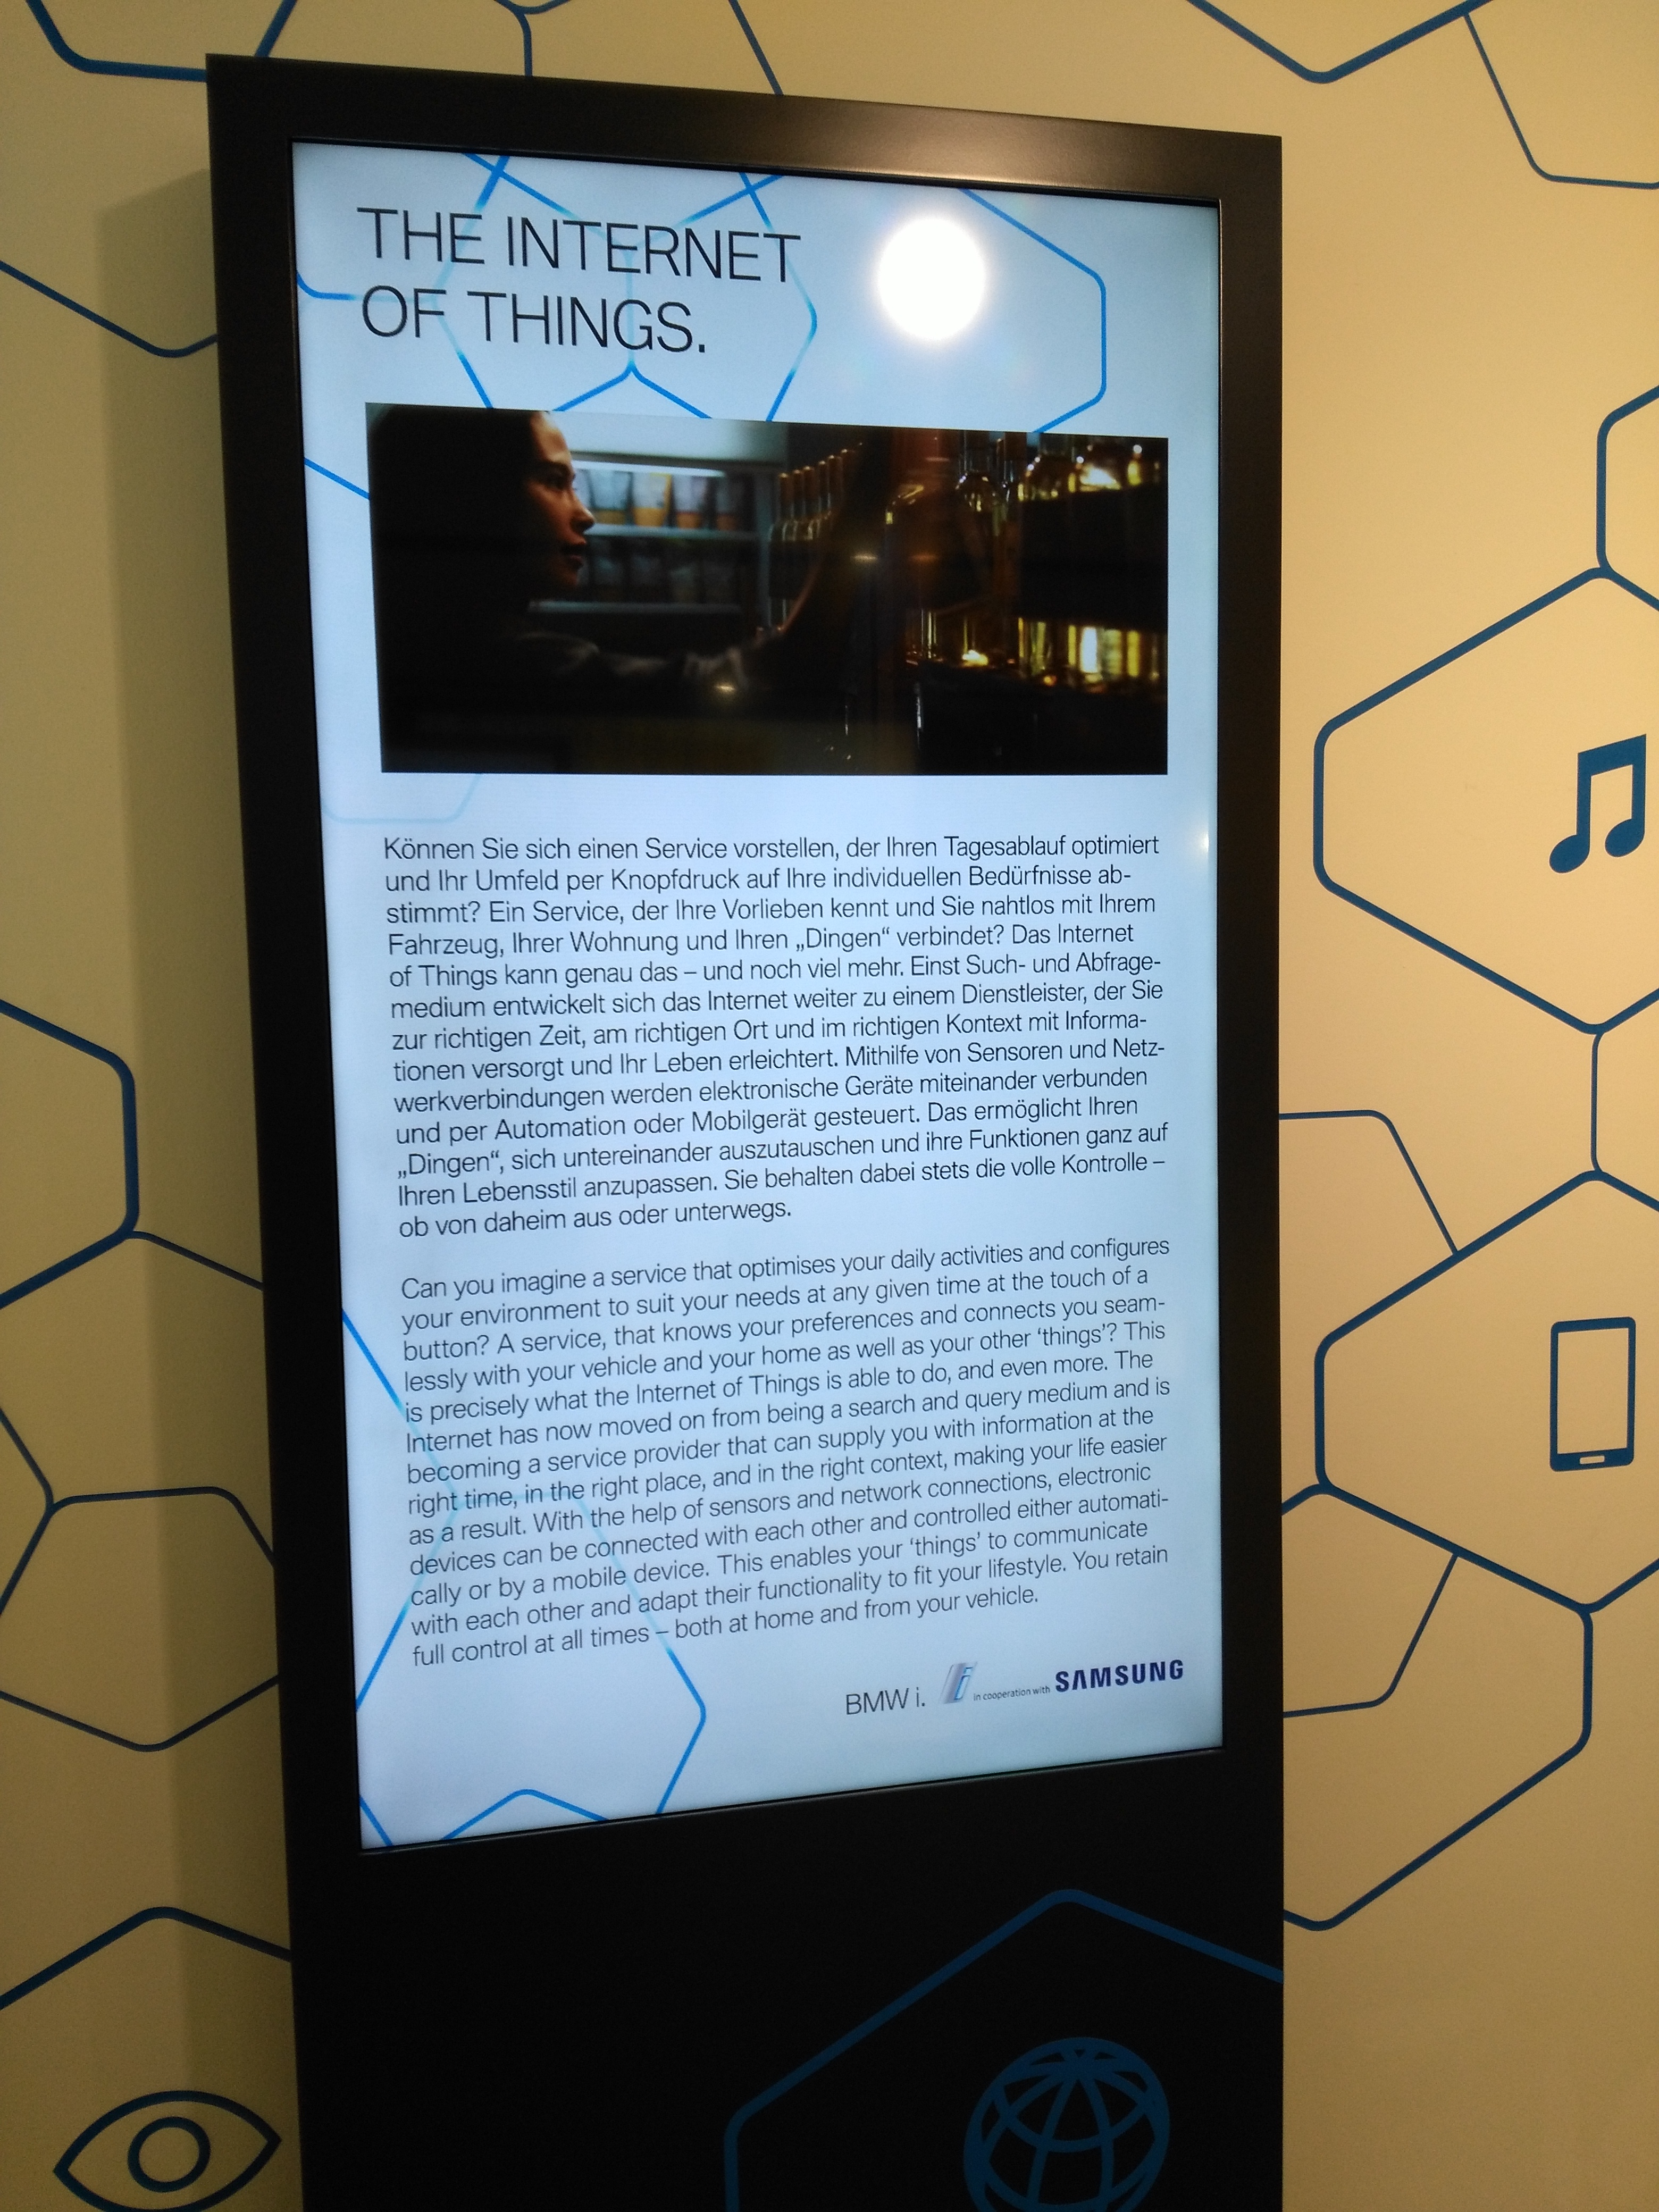 THE INTERNET
OF THINGS.
Können Sie sich einen Service vorstellen, der Ihren Tagesablauf optimiert
und Ihr Umfeld per Knopfdruck auf Ihre individuellen Bedürfnisse ab-
stimmt? Ein Service, der Ihre Vorlieben kennt und Sie nahtlos mit Ihrem
Fahrzeug, Ihrer Wohnung und Ihren „Dingen“ verbindet? Das Internet
of Things kann genau das – und noch viel mehr. Einst Such- und Abfrage-
medium entwickelt sich das Internet weiter zu einem Dienstleister, der Sie
zur richtigen Zeit, am richtigen Ort und im richtigen Kontext mit Informa-
tionen versorgt und Ihr Leben erleichtert. Mithilfe von Sensoren und Netz-
werkverbindungen werden elektronische Geräte miteinander verbunden
und per Automation oder Mobilgerät gesteuert. Das ermöglicht Ihren
„Dingen“, sich untereinander auszutauschen und ihre Funktionen ganz auf
Ihren Lebensstil anzupassen. Sie behalten dabei stets die volle Kontrolle –
ob von daheim aus oder unterwegs.
Can you imagine a service that optimises your daily activities and configures
your environment to suit your needs at any given time at the touch of a
button? A service, that knows your preferences and connects you seam-
lessly with your vehicle and your home as well as your other ‘things’? This
is precisely what the Internet of Things is able to do, and even more. The
Internet has now moved on from being a search and query medium and is
becoming a service provider that can supply you with information at the
right time, in the right place, and in the right context, making your life easier
as a result. With the help of sensors and network connections, electronic
devices can be connected with each other and controlled either automati-
cally or by a mobile device. This enables your ‘things’ to communicate
with each other and adapt their functionality to fit your lifestyle. You retain
full control at all times – both at home and from your vehicle.
BMW i. i in cooperation with SAMSUNG